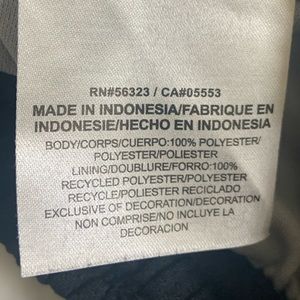 RN#56323 / CA#05553
MADE IN INDONESIA/FABRIQUE EN
INDONESIE/HECHO EN INDONESIA
BODY/CORPS/CUERPO:100% POLYESTER/
POLYESTER/POLIESTER
LINING/DOUBLURE/FORRO:100%
RECYCLED POLYESTER/POLYESTER
RECYCLE/POLIESTER RECICLADO
EXCLUSIVE OF DECORATION/DECORATION
NON COMPRISE/NO INCLUYE LA
DECORACION